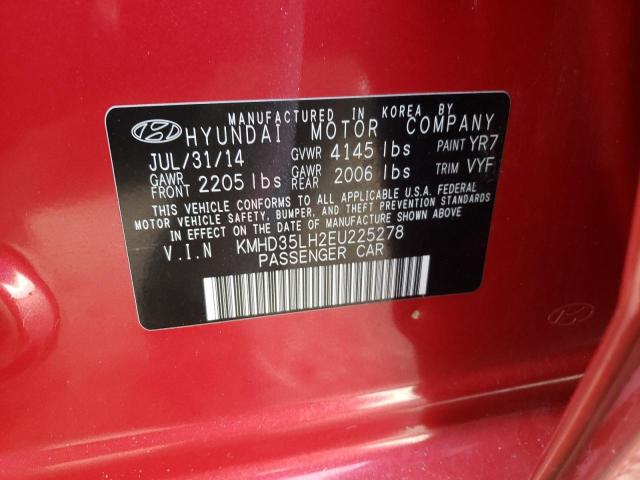 MANUFACTURED IN KOREA BY
HYUNDAI MOTOR COMPANY
JUL/31/14 GVWR 4145 lbs PAINT YR7
GAWR FRONT 2205 lbs GAWR REAR 2006 lbs TRIM VYF
THIS VEHICLE CONFORMS TO ALL APPLICABLE U.S.A. FEDERAL
MOTOR VEHICLE SAFETY, BUMPER, AND THEFT PREVENTION STANDARDS
IN EFFECT ON THE DATE OF MANUFACTURE SHOWN ABOVE.
V.I.N KMHD35LH2EU225278
PASSENGER CAR